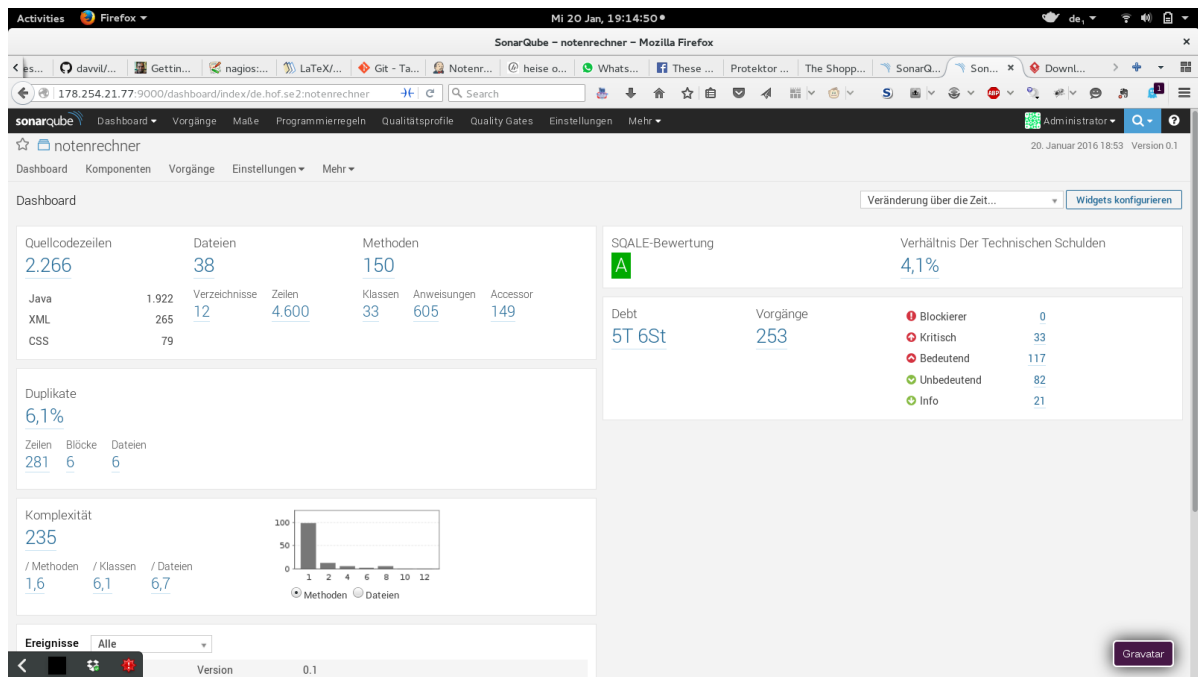 Activities Firefox Mi 20 Jan, 19:14:50 de₁
SonarQube – notenrechner – Mozilla Firefox
es... davvil/... Gettin... nagios:... LaTeX/... Git - Ta... Notenr... heise o... Whats... These ... Protektor ... The Shopp... SonarQ... Son... Downl...
178.254.21.77:9000/dashboard/index/de.hof.se2:notenrechner Search
sonarqube Dashboard Vorgänge Maße Programmierregeln Qualitätsprofile Quality Gates Einstellungen Mehr Administrator
notenrechner 20. Januar 2016 18:53 Version 0.1
Dashboard Komponenten Vorgänge Einstellungen Mehr
Dashboard Veränderung über die Zeit... Widgets konfigurieren
Quellcodezeilen Dateien Methoden
2.266 38 150
Java 1.922
XML 265
CSS 79
Verzeichnisse Zeilen Klassen Anweisungen Accessor
12 4.600 33 605 149
SQALE-Bewertung Verhältnis Der Technischen Schulden
A 4,1%
Debt Vorgänge
5T 6St 253
Blockierer 0
Kritisch 33
Bedeutend 117
Unbedeutend 82
Info 21
Duplikate
6,1%
Zeilen Blöcke Dateien
281 6 6
Komplexität
235
/ Methoden / Klassen / Dateien
1,6 6,1 6,7
100
50
0
1 2 4 6 8 10 12
Methoden Dateien
Ereignisse Alle
Version 0.1
Gravatar